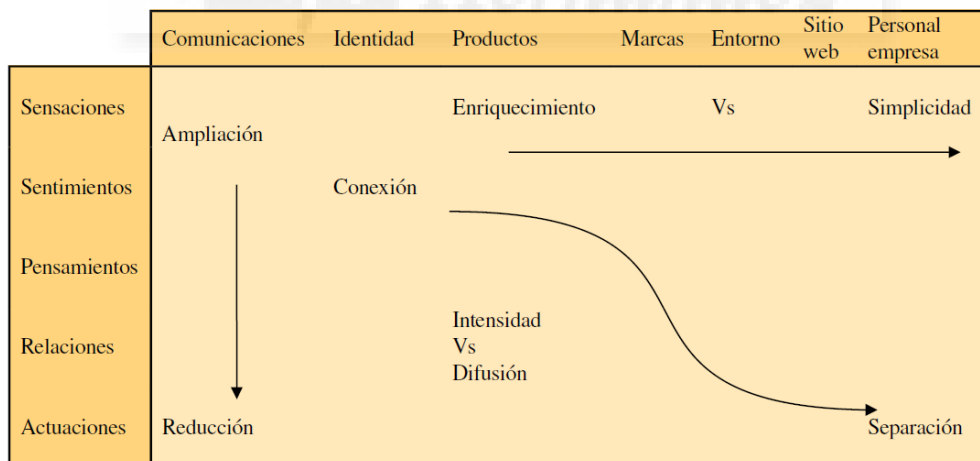 Comunicaciones Identidad Productos Marcas Entorno Sitio web Personal empresa
Sensaciones Enriquecimiento Vs Simplicidad
Ampliación
Sentimientos Conexión
Pensamientos
Intensidad
Relaciones Vs
Difusión
Actuaciones Reducción Separación